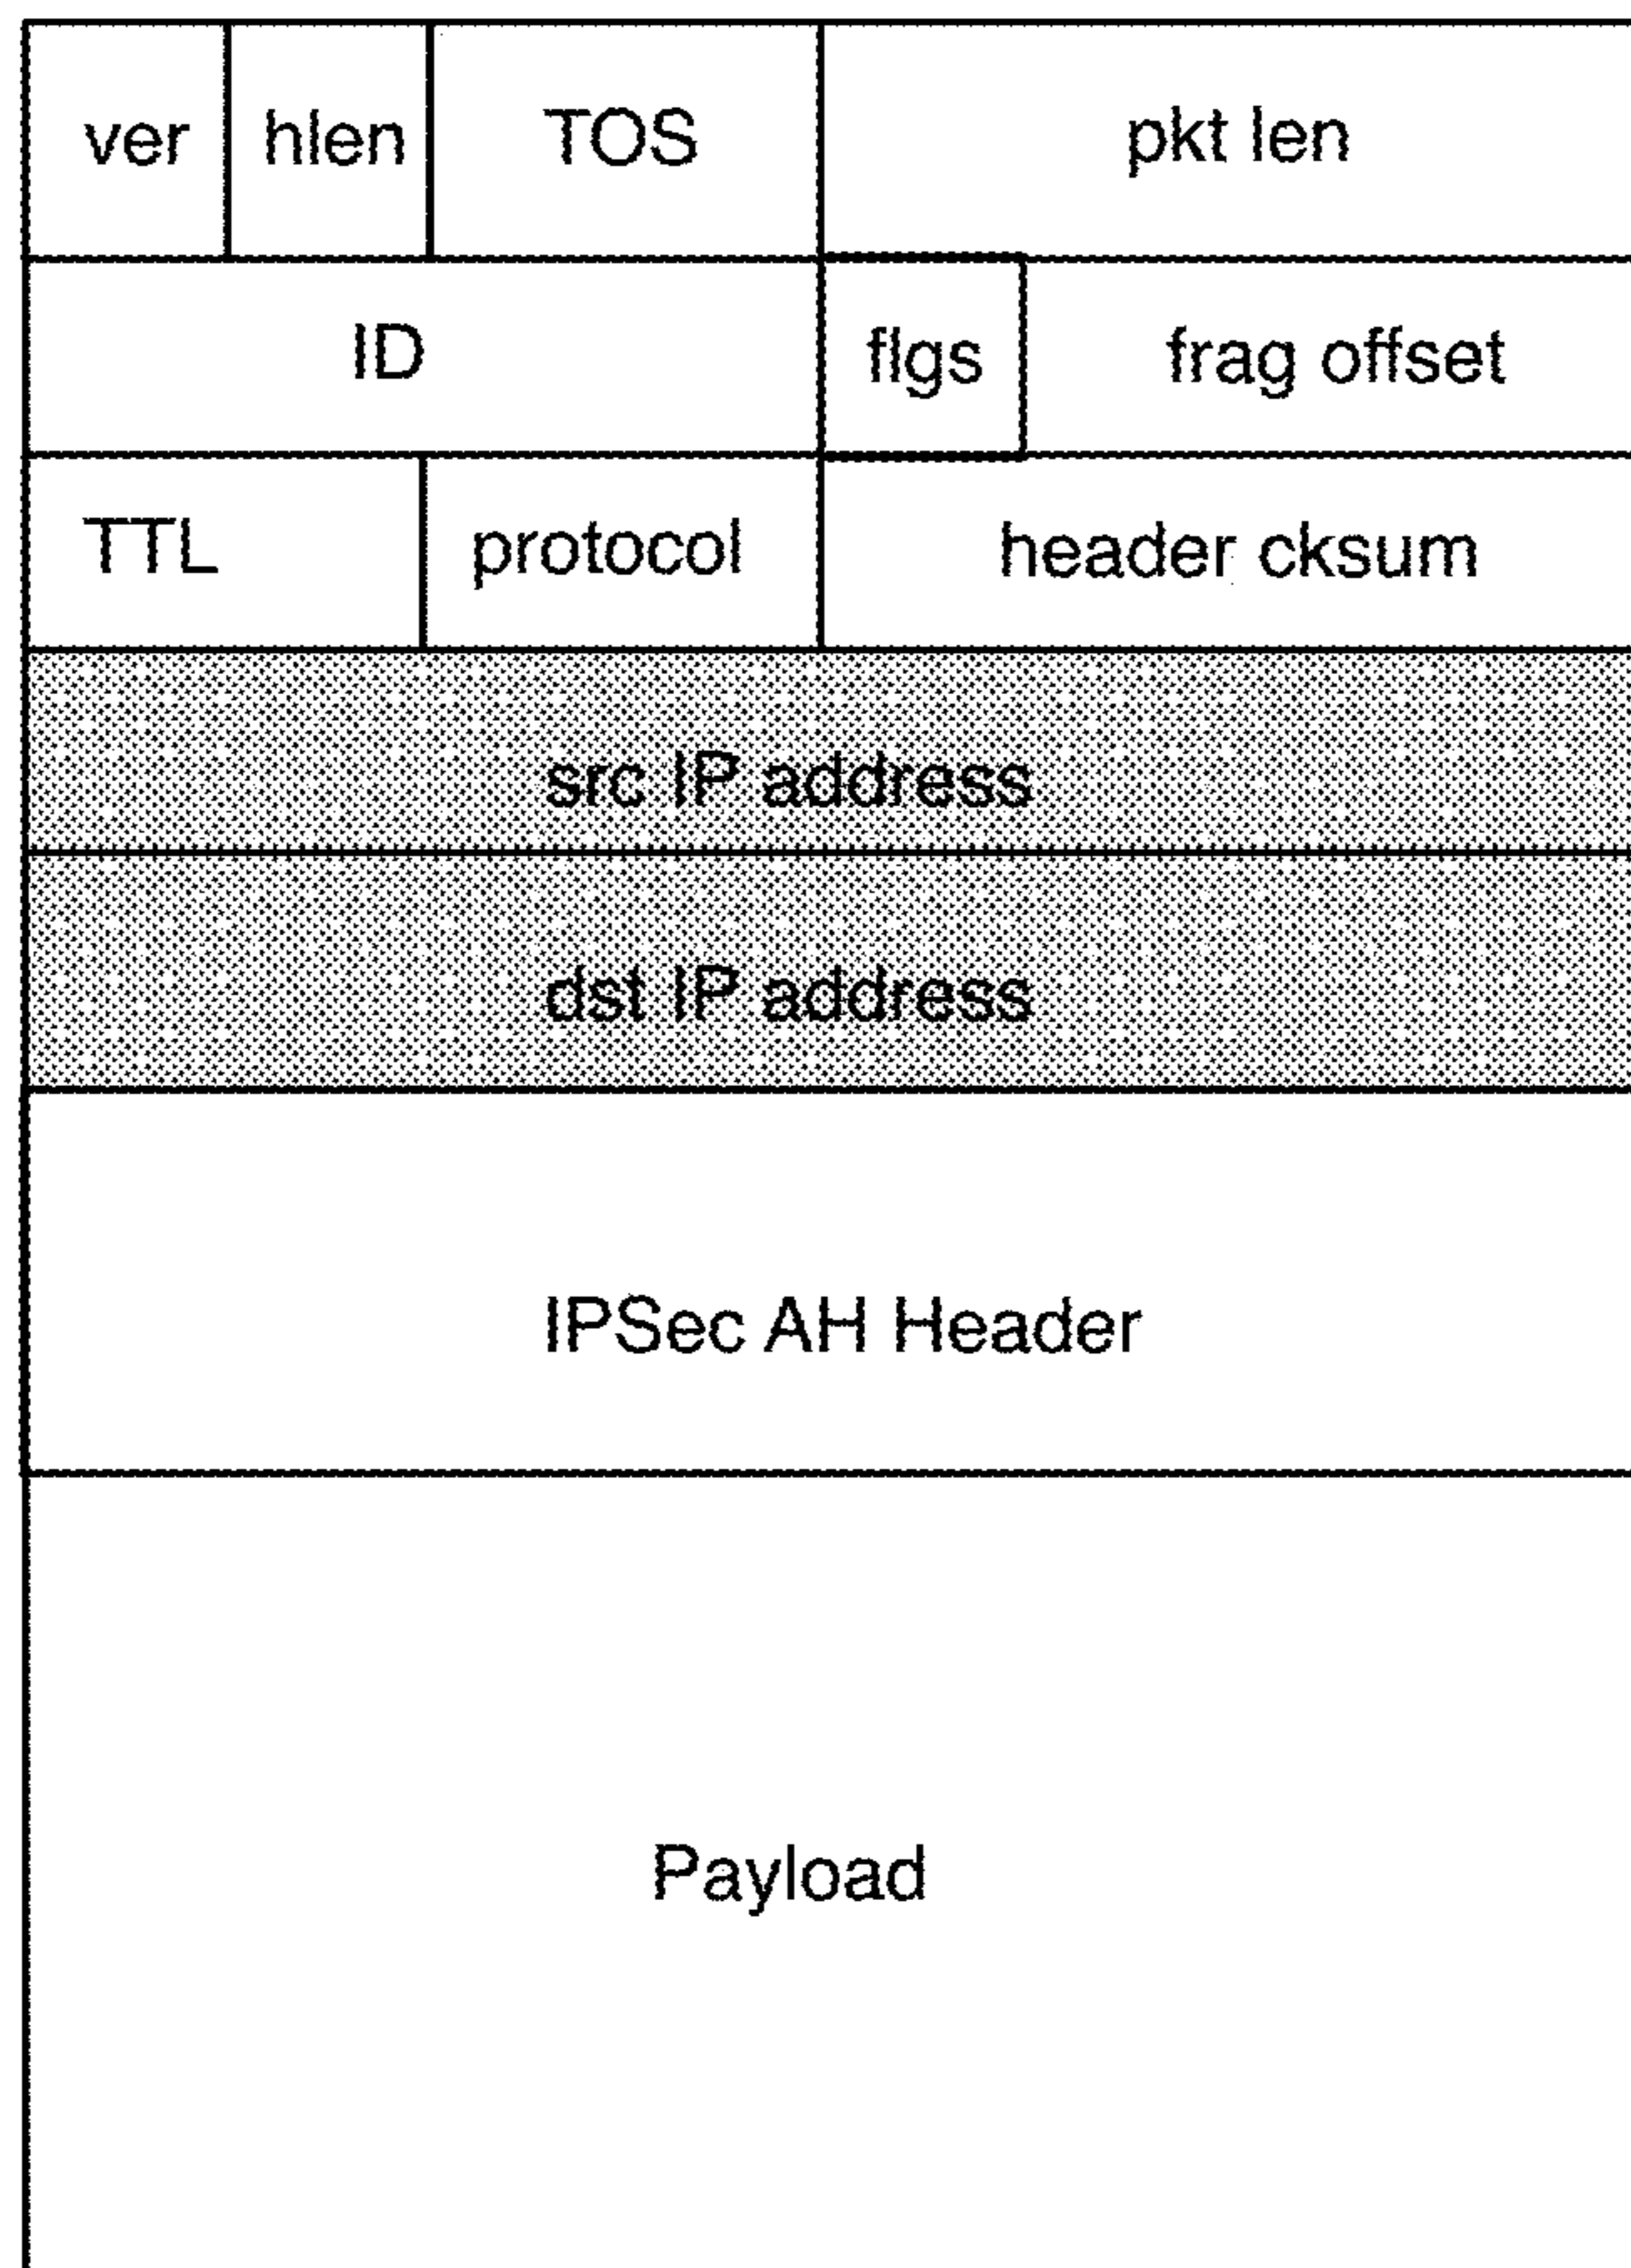 ver hlen TOS pkt len
ID flgs frag offset
TTL protocol header cksum
src IP address
dst IP address
IPSec AH Header
Payload